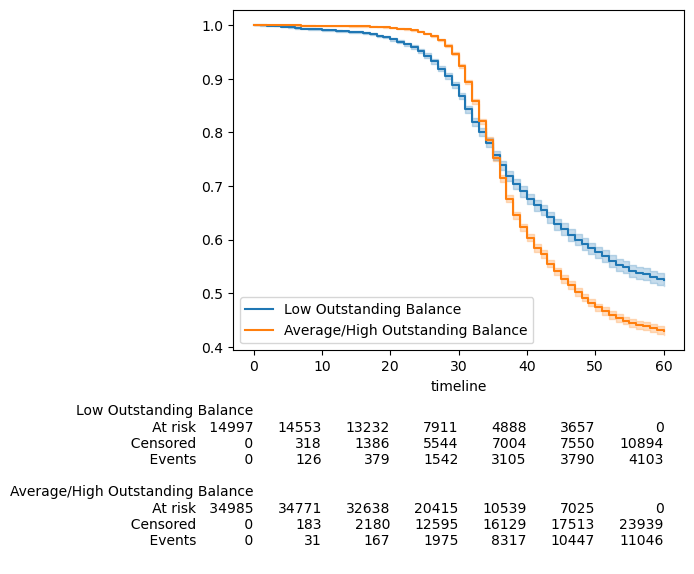 1.0
0.9
0.8
0.7
0.6
0.5
0.4
Low Outstanding Balance
Average/High Outstanding Balance
0 10 20 30 40 50 60
timeline
Low Outstanding Balance
At risk 14997 14553 13232 7911 4888 3657 0
Censored 0 318 1386 5544 7004 7550 10894
Events 0 126 379 1542 3105 3790 4103
Average/High Outstanding Balance
At risk 34985 34771 32638 20415 10539 7025 0
Censored 0 183 2180 12595 16129 17513 23939
Events 0 31 167 1975 8317 10447 11046